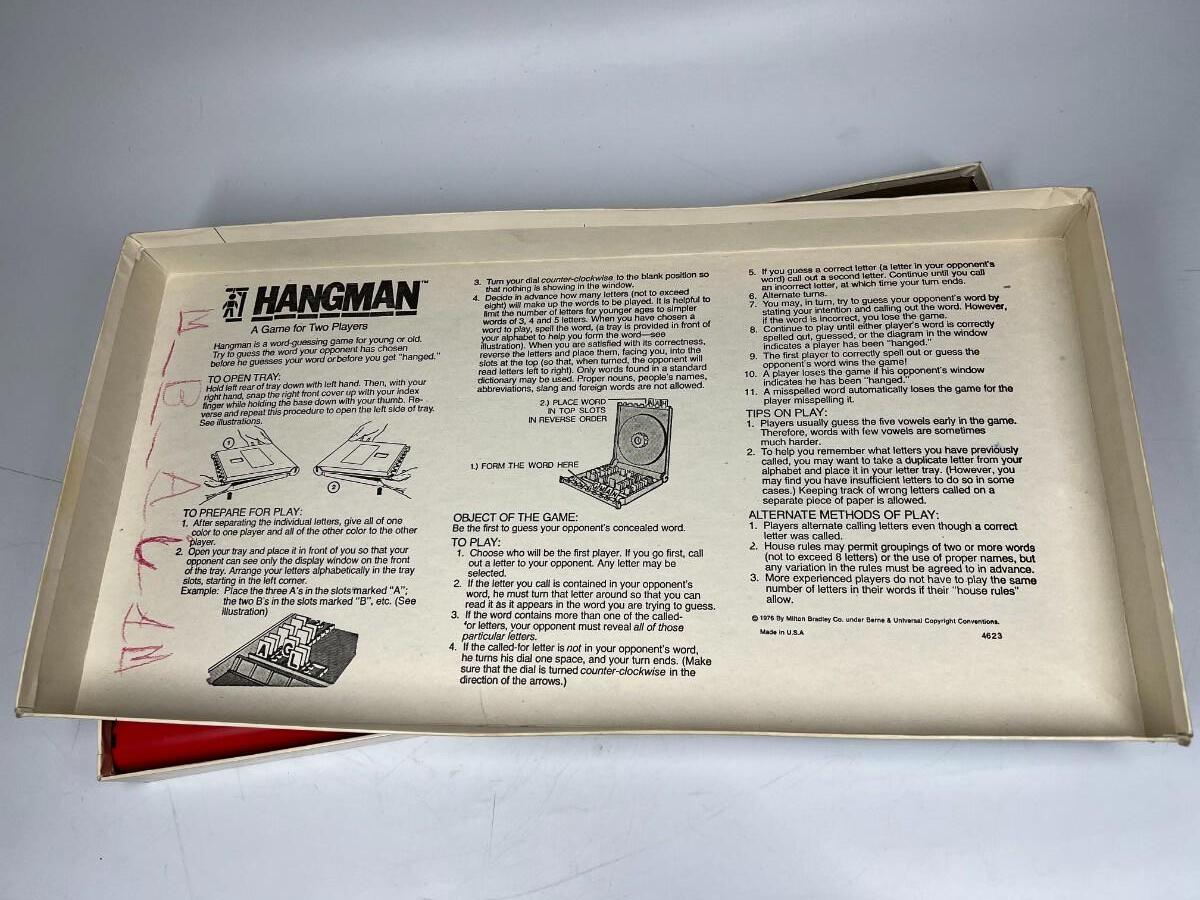 HANGMAN™
A Game for Two Players
Hangman is a word-guessing game for young or old.
Try to guess the word your opponent has chosen
before he guesses your word or before you get "hanged."
TO OPEN TRAY:
Hold left rear of tray down with left hand. Then, with your
right hand, snap the right front cover up with your index
finger while holding the base down with your thumb. Re-
verse and repeat this procedure to open the left side of tray.
See illustrations.
1
2
TO PREPARE FOR PLAY:
1. After separating the individual letters, give all of one
color to one player and all of the other color to the other
player.
2. Open your tray and place it in front of you so that your
opponent can see only the display window on the front
of the tray. Arrange your letters alphabetically in the tray
slots, starting in the left corner.
Example: Place the three A's in the slots marked "A";
the two B's in the slots marked "B", etc. (See
illustration)
3. Turn your dial counter-clockwise to the blank position so
that nothing is showing in the window.
4. Decide in advance how many letters (not to exceed
eight) will make up the words to be played. It is helpful to
limit the number of letters for younger ages to simpler
words of 3, 4 and 5 letters. When you have chosen a
word to play, spell the word, (a tray is provided in front of
your alphabet to help you form the word—see
illustration). When you are satisfied with its correctness,
reverse the letters and place them, facing you, into the
slots at the top (so that, when turned, the opponent will
read letters left to right). Only words found in a standard
dictionary may be used. Proper nouns, people's names,
abbreviations, slang and foreign words are not allowed.
2.) PLACE WORD
IN TOP SLOTS
IN REVERSE ORDER
1.) FORM THE WORD HERE
OBJECT OF THE GAME:
Be the first to guess your opponent's concealed word.
TO PLAY:
1. Choose who will be the first player. If you go first, call
out a letter to your opponent. Any letter may be
selected.
2. If the letter you call is contained in your opponent's
word, he must turn that letter around so that you can
read it as it appears in the word you are trying to guess.
3. If the word contains more than one of the called-
for letters, your opponent must reveal all of those
particular letters.
4. If the called-for letter is not in your opponent's word,
he turns his dial one space, and your turn ends. (Make
sure that the dial is turned counter-clockwise in the
direction of the arrows.)
5. If you guess a correct letter (a letter in your opponent's
word) call out a second letter. Continue until you call
an incorrect letter, at which time your turn ends.
6. Alternate turns.
7. You may, in turn, try to guess your opponent's word by
stating your intention and calling out the word. However,
if the word is incorrect, you lose the game.
8. Continue to play until either player's word is correctly
spelled out, guessed, or the diagram in the window
indicates a player has been "hanged."
9. The first player to correctly spell out or guess the
opponent's word wins the game!
10. A player loses the game if his opponent's window
indicates he has been "hanged."
11. A misspelled word automatically loses the game for the
player misspelling it.
TIPS ON PLAY:
1. Players usually guess the five vowels early in the game.
Therefore, words with few vowels are sometimes
much harder.
2. To help you remember what letters you have previously
called, you may want to take a duplicate letter from your
alphabet and place it in your letter tray. (However, you
may find you have insufficient letters to do so in some
cases.) Keeping track of wrong letters called on a
separate piece of paper is allowed.
ALTERNATE METHODS OF PLAY:
1. Players alternate calling letters even though a correct
letter was called.
2. House rules may permit groupings of two or more words
(not to exceed 8 letters) or the use of proper names, but
any variation in the rules must be agreed to in advance.
3. More experienced players do not have to play the same
number of letters in their words if their "house rules"
allow.
© 1976 By Milton Bradley Co. under Berne & Universal Copyright Conventions.
Made in U.S.A 4623